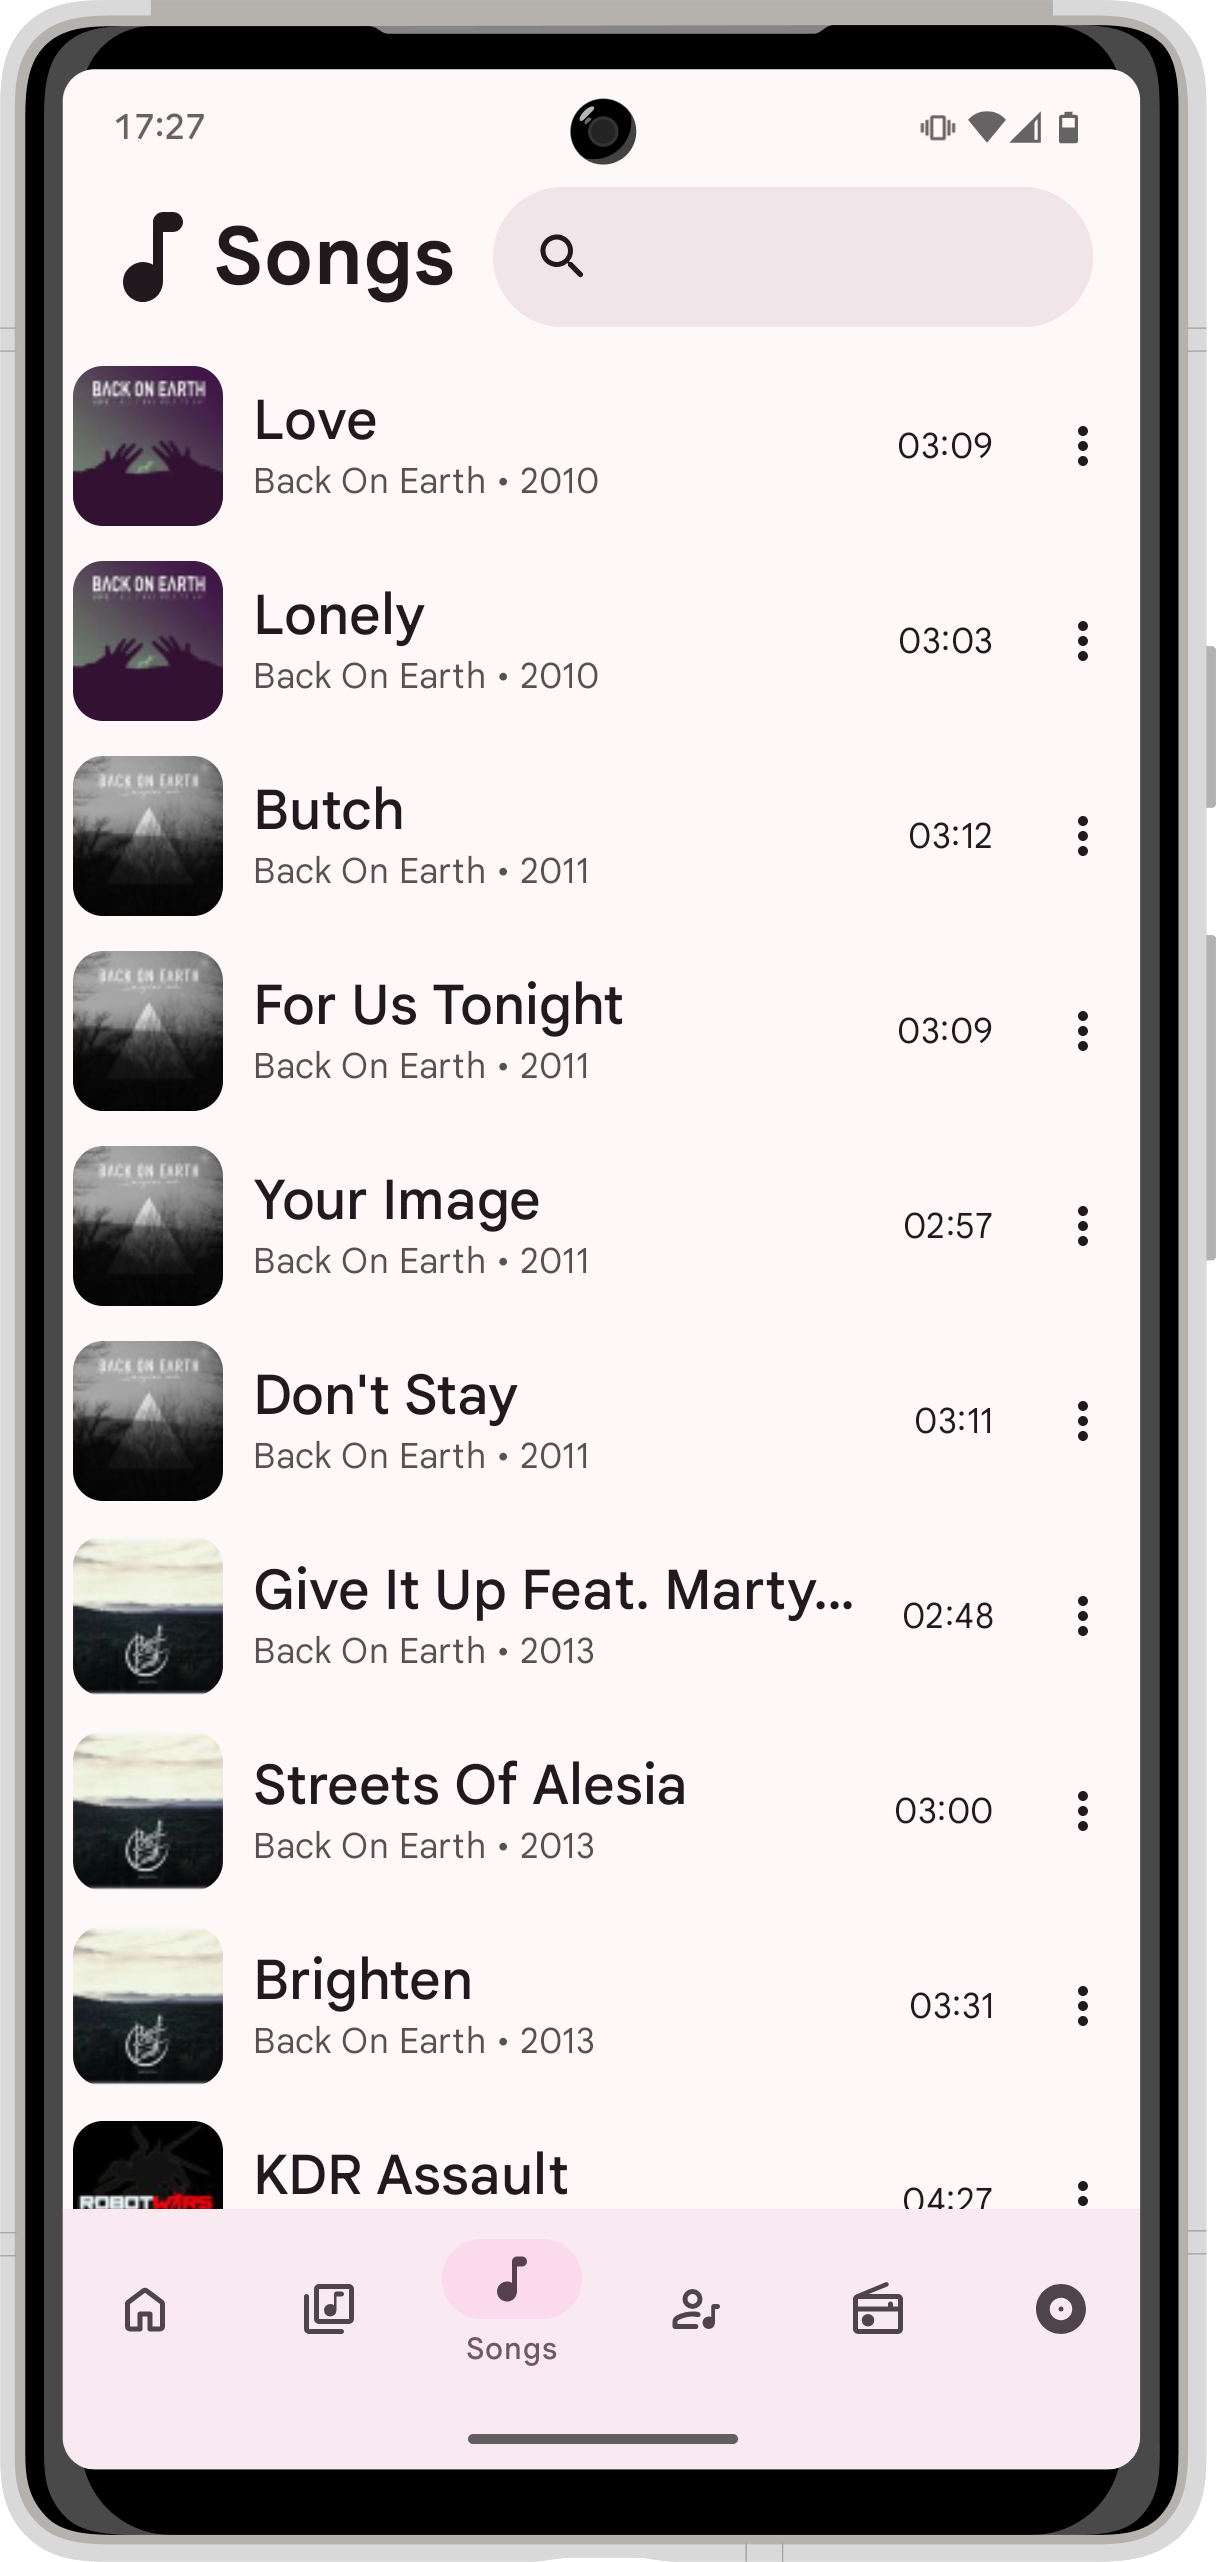 17:27
Songs
BACK ON EARTH
Love
Back On Earth • 2010
03:09
BACK ON EARTH
Lonely
Back On Earth • 2010
03:03
BACK ON EARTH
Butch
Back On Earth • 2011
03:12
BACK ON EARTH
For Us Tonight
Back On Earth • 2011
03:09
BACK ON EARTH
Your Image
Back On Earth • 2011
02:57
BACK ON EARTH
Don't Stay
Back On Earth • 2011
03:11
Give It Up Feat. Marty...
Back On Earth • 2013
02:48
Streets Of Alesia
Back On Earth • 2013
03:00
Brighten
Back On Earth • 2013
03:31
ROBOTWARS
KDR Assault
04:27
Songs